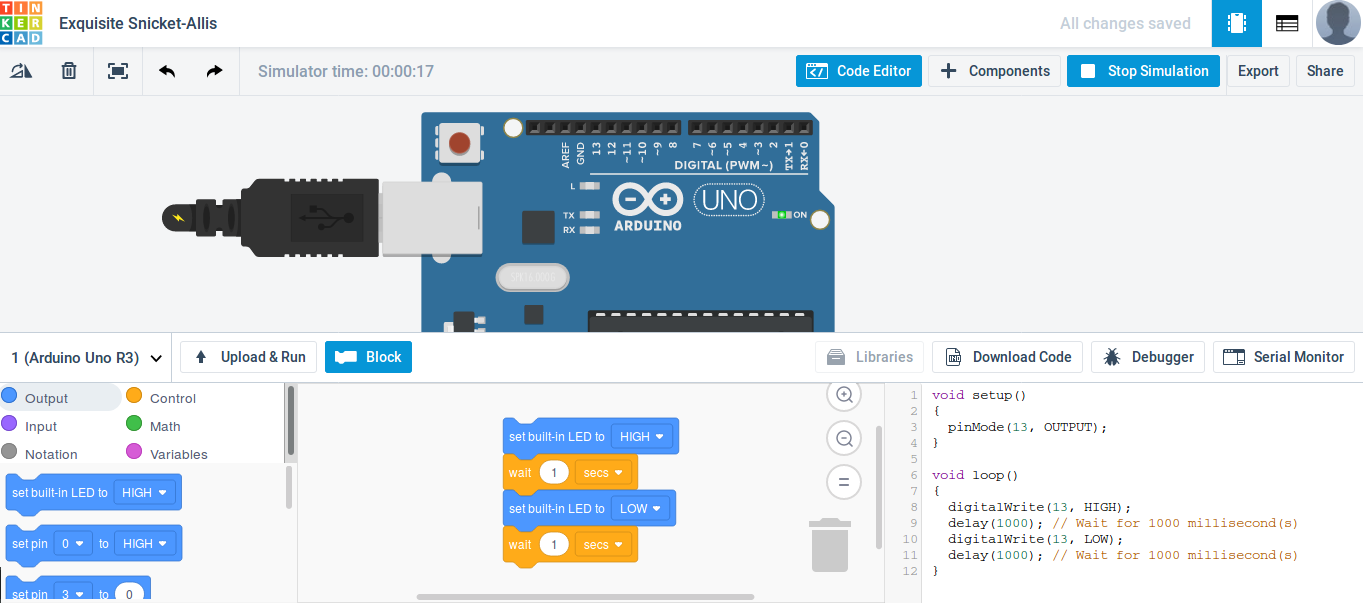 TIN
KER
CAD
Exquisite Snicket-Allis
All changes saved
Simulator time: 00:00:17
Code Editor
Components
Stop Simulation
Export
Share
AREF
GND
13
12
~11
~10
~9
8
7
~6
~5
4
~3
2
TX→1
RX←0
DIGITAL (PWM~)
L
TX
RX
ARDUINO
UNO
ON
1 (Arduino Uno R3)
Upload & Run
Block
Libraries
Download Code
Debugger
Serial Monitor
Output
Control
Input
Math
Notation
Variables
set built-in LED to HIGH
set pin 0 to HIGH
set pin 3 to 0
set built-in LED to HIGH
wait 1 secs
set built-in LED to LOW
wait 1 secs
1 void setup()
2 {
3 pinMode(13, OUTPUT);
4 }
5
6 void loop()
7 {
8 digitalWrite(13, HIGH);
9 delay(1000); // Wait for 1000 millisecond(s)
10 digitalWrite(13, LOW);
11 delay(1000); // Wait for 1000 millisecond(s)
12 }